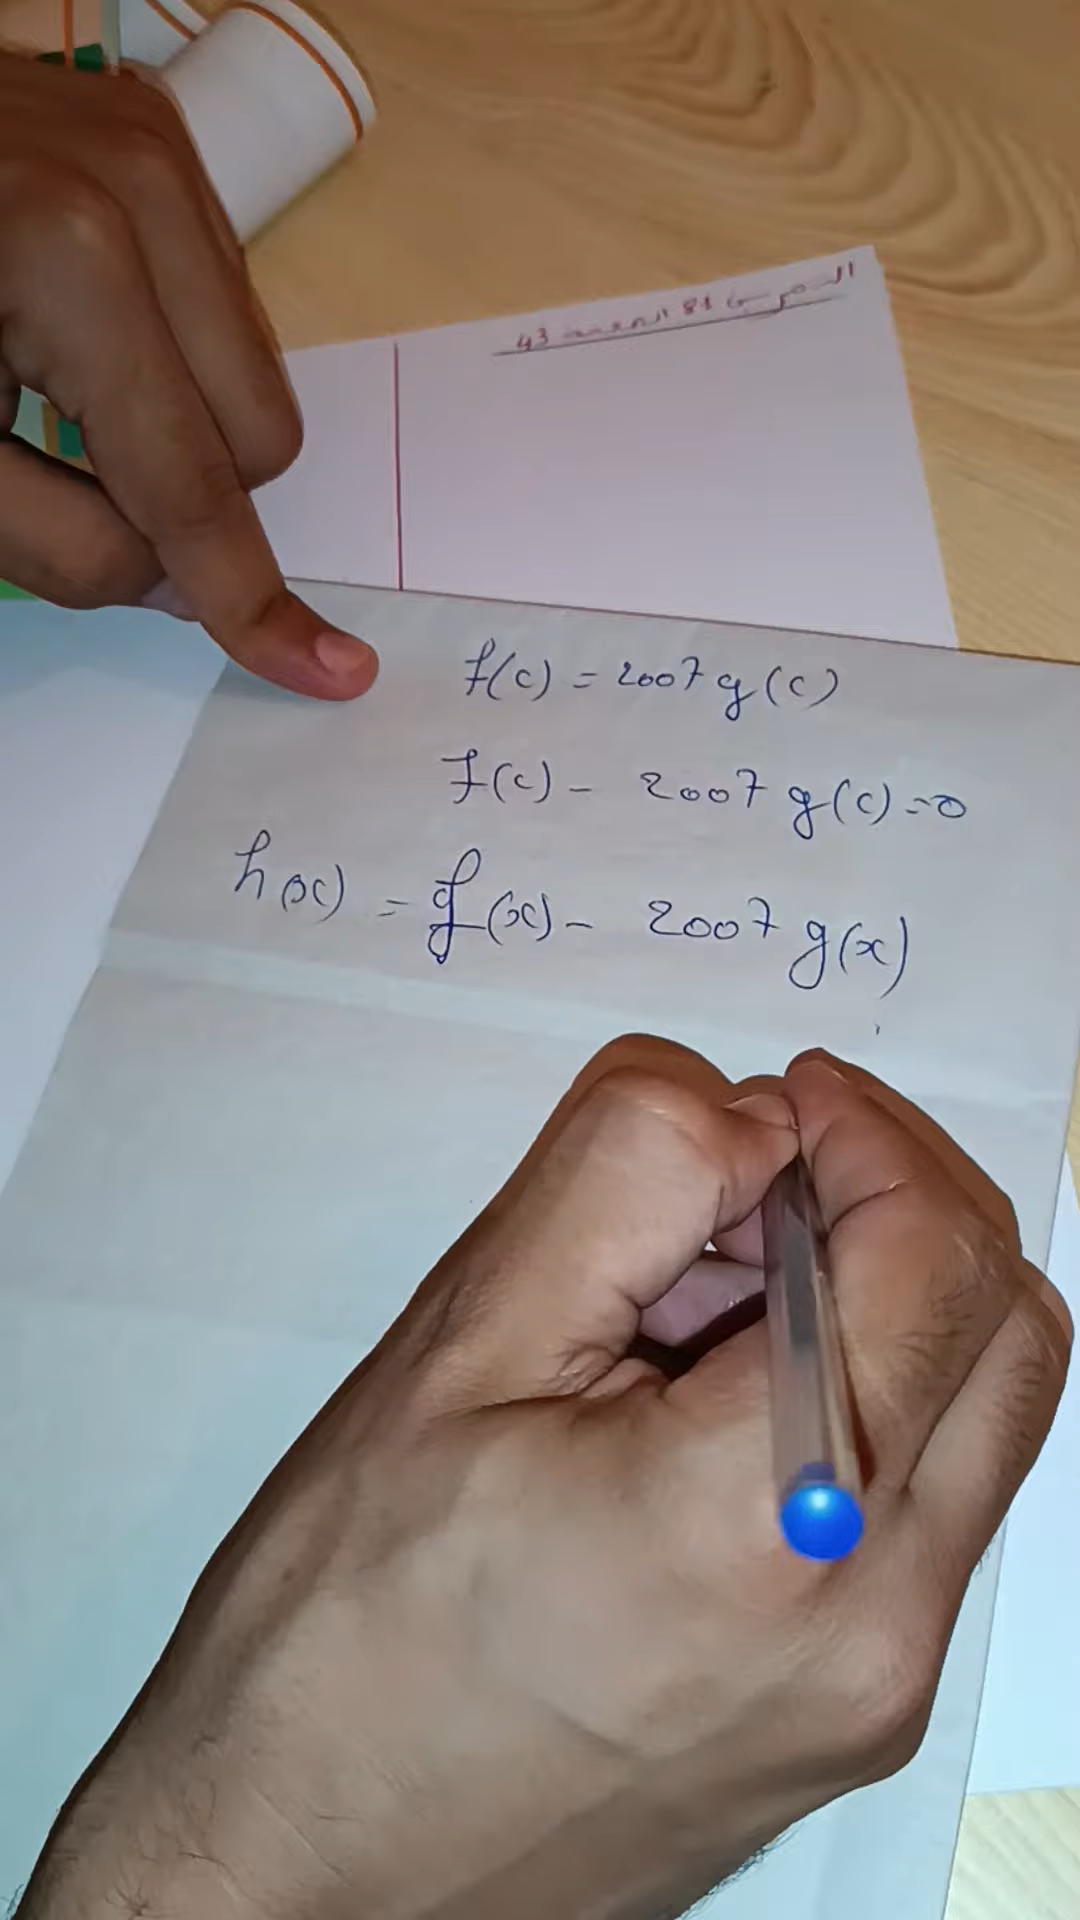 التمرين 81 الصفحة 43
f(c) = 2007 g(c)
f(c) - 2007 g(c) = 0
h(x) = f(x) - 2007 g(x)